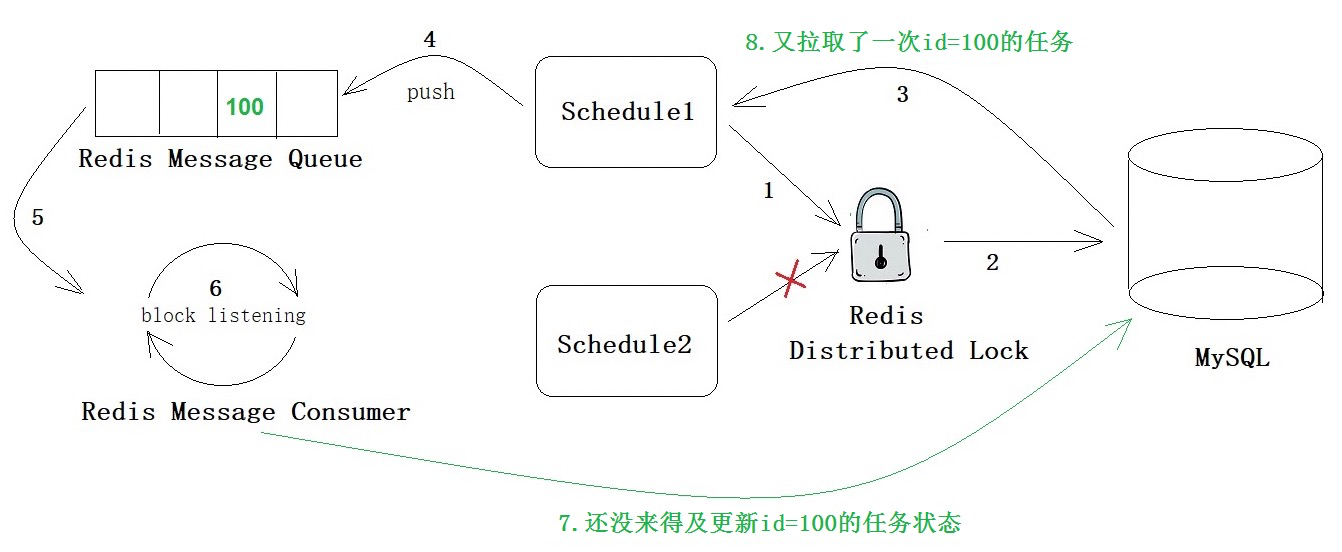 8.又拉取了一次id=100的任务
4
push
3
100
Schedule1
Redis Message Queue
1
5
2
6
block listening
Schedule2
Redis
Distributed Lock
MySQL
Redis Message Consumer
7.还没来得及更新id=100的任务状态